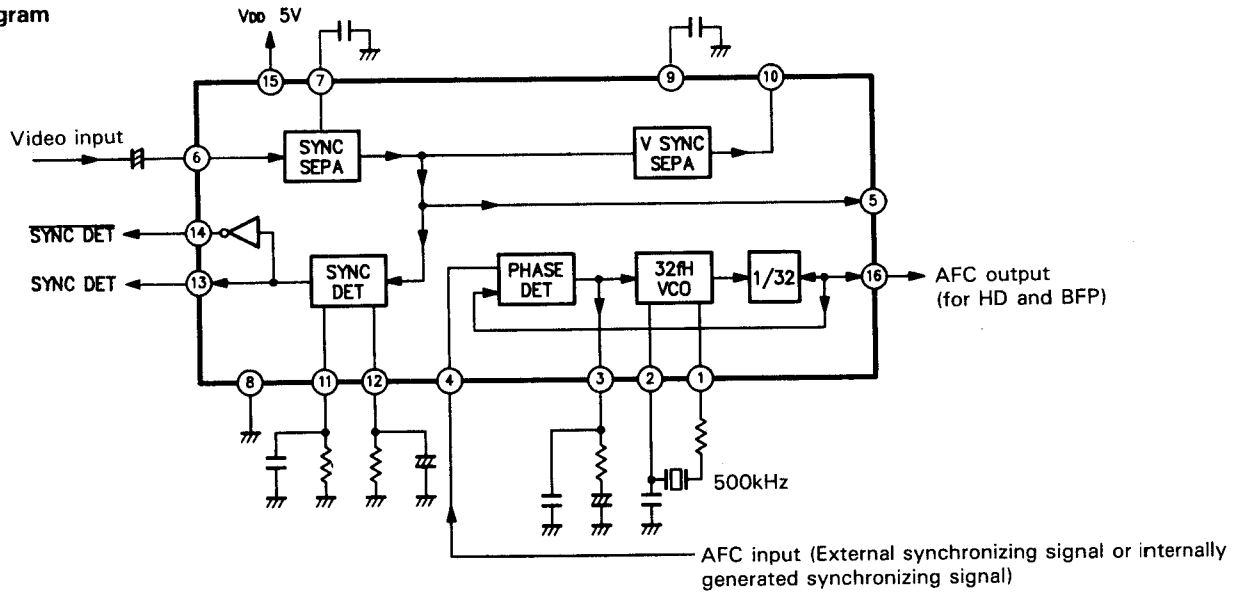 gram
VDD 5V
15
7
9
10
Video input
6
SYNC
SEPA
V SYNC
SEPA
5
SYNC DET
14
SYNC DET
13
SYNC
DET
PHASE
DET
32fH
VCO
1/32
16
AFC output
(for HD and BFP)
8
11
12
4
3
2
1
500kHz
AFC input (External synchronizing signal or internally
generated synchronizing signal)